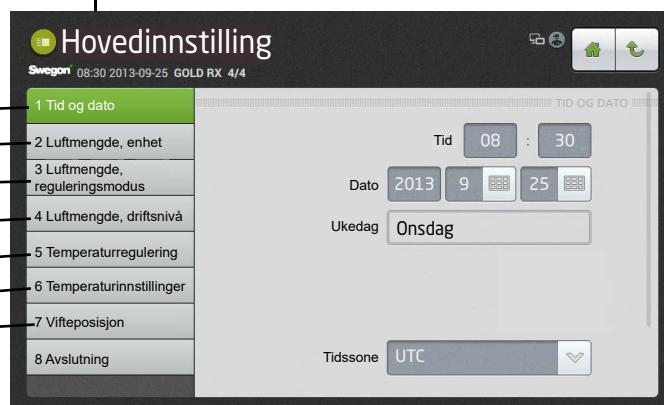 Hovedinnstilling
Swegon 08:30 2013-09-25 GOLD RX 4/4
1 Tid og dato
2 Luftmengde, enhet
3 Luftmengde,
reguleringsmodus
4 Luftmengde, driftsnivå
5 Temperaturregulering
6 Temperaturinnstillinger
7 Vifteposisjon
8 Avslutning
TID OG DATO
Tid 08 : 30
Dato 2013 9 25
Ukedag Onsdag
Tidssone UTC